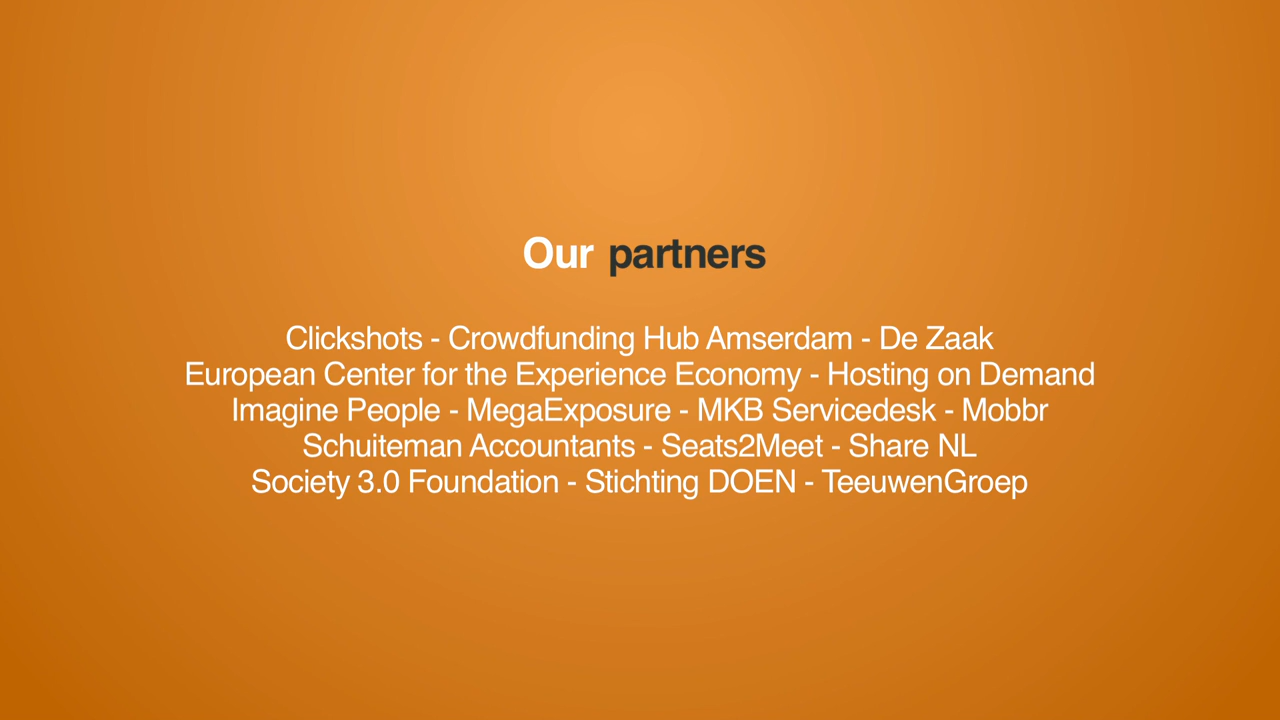 Our partners
Clickshots - Crowdfunding Hub Amserdam - De Zaak
European Center for the Experience Economy - Hosting on Demand
Imagine People - MegaExposure - MKB Servicedesk - Mobbr
Schuiteman Accountants - Seats2Meet - Share NL
Society 3.0 Foundation - Stichting DOEN - TeeuwenGroep